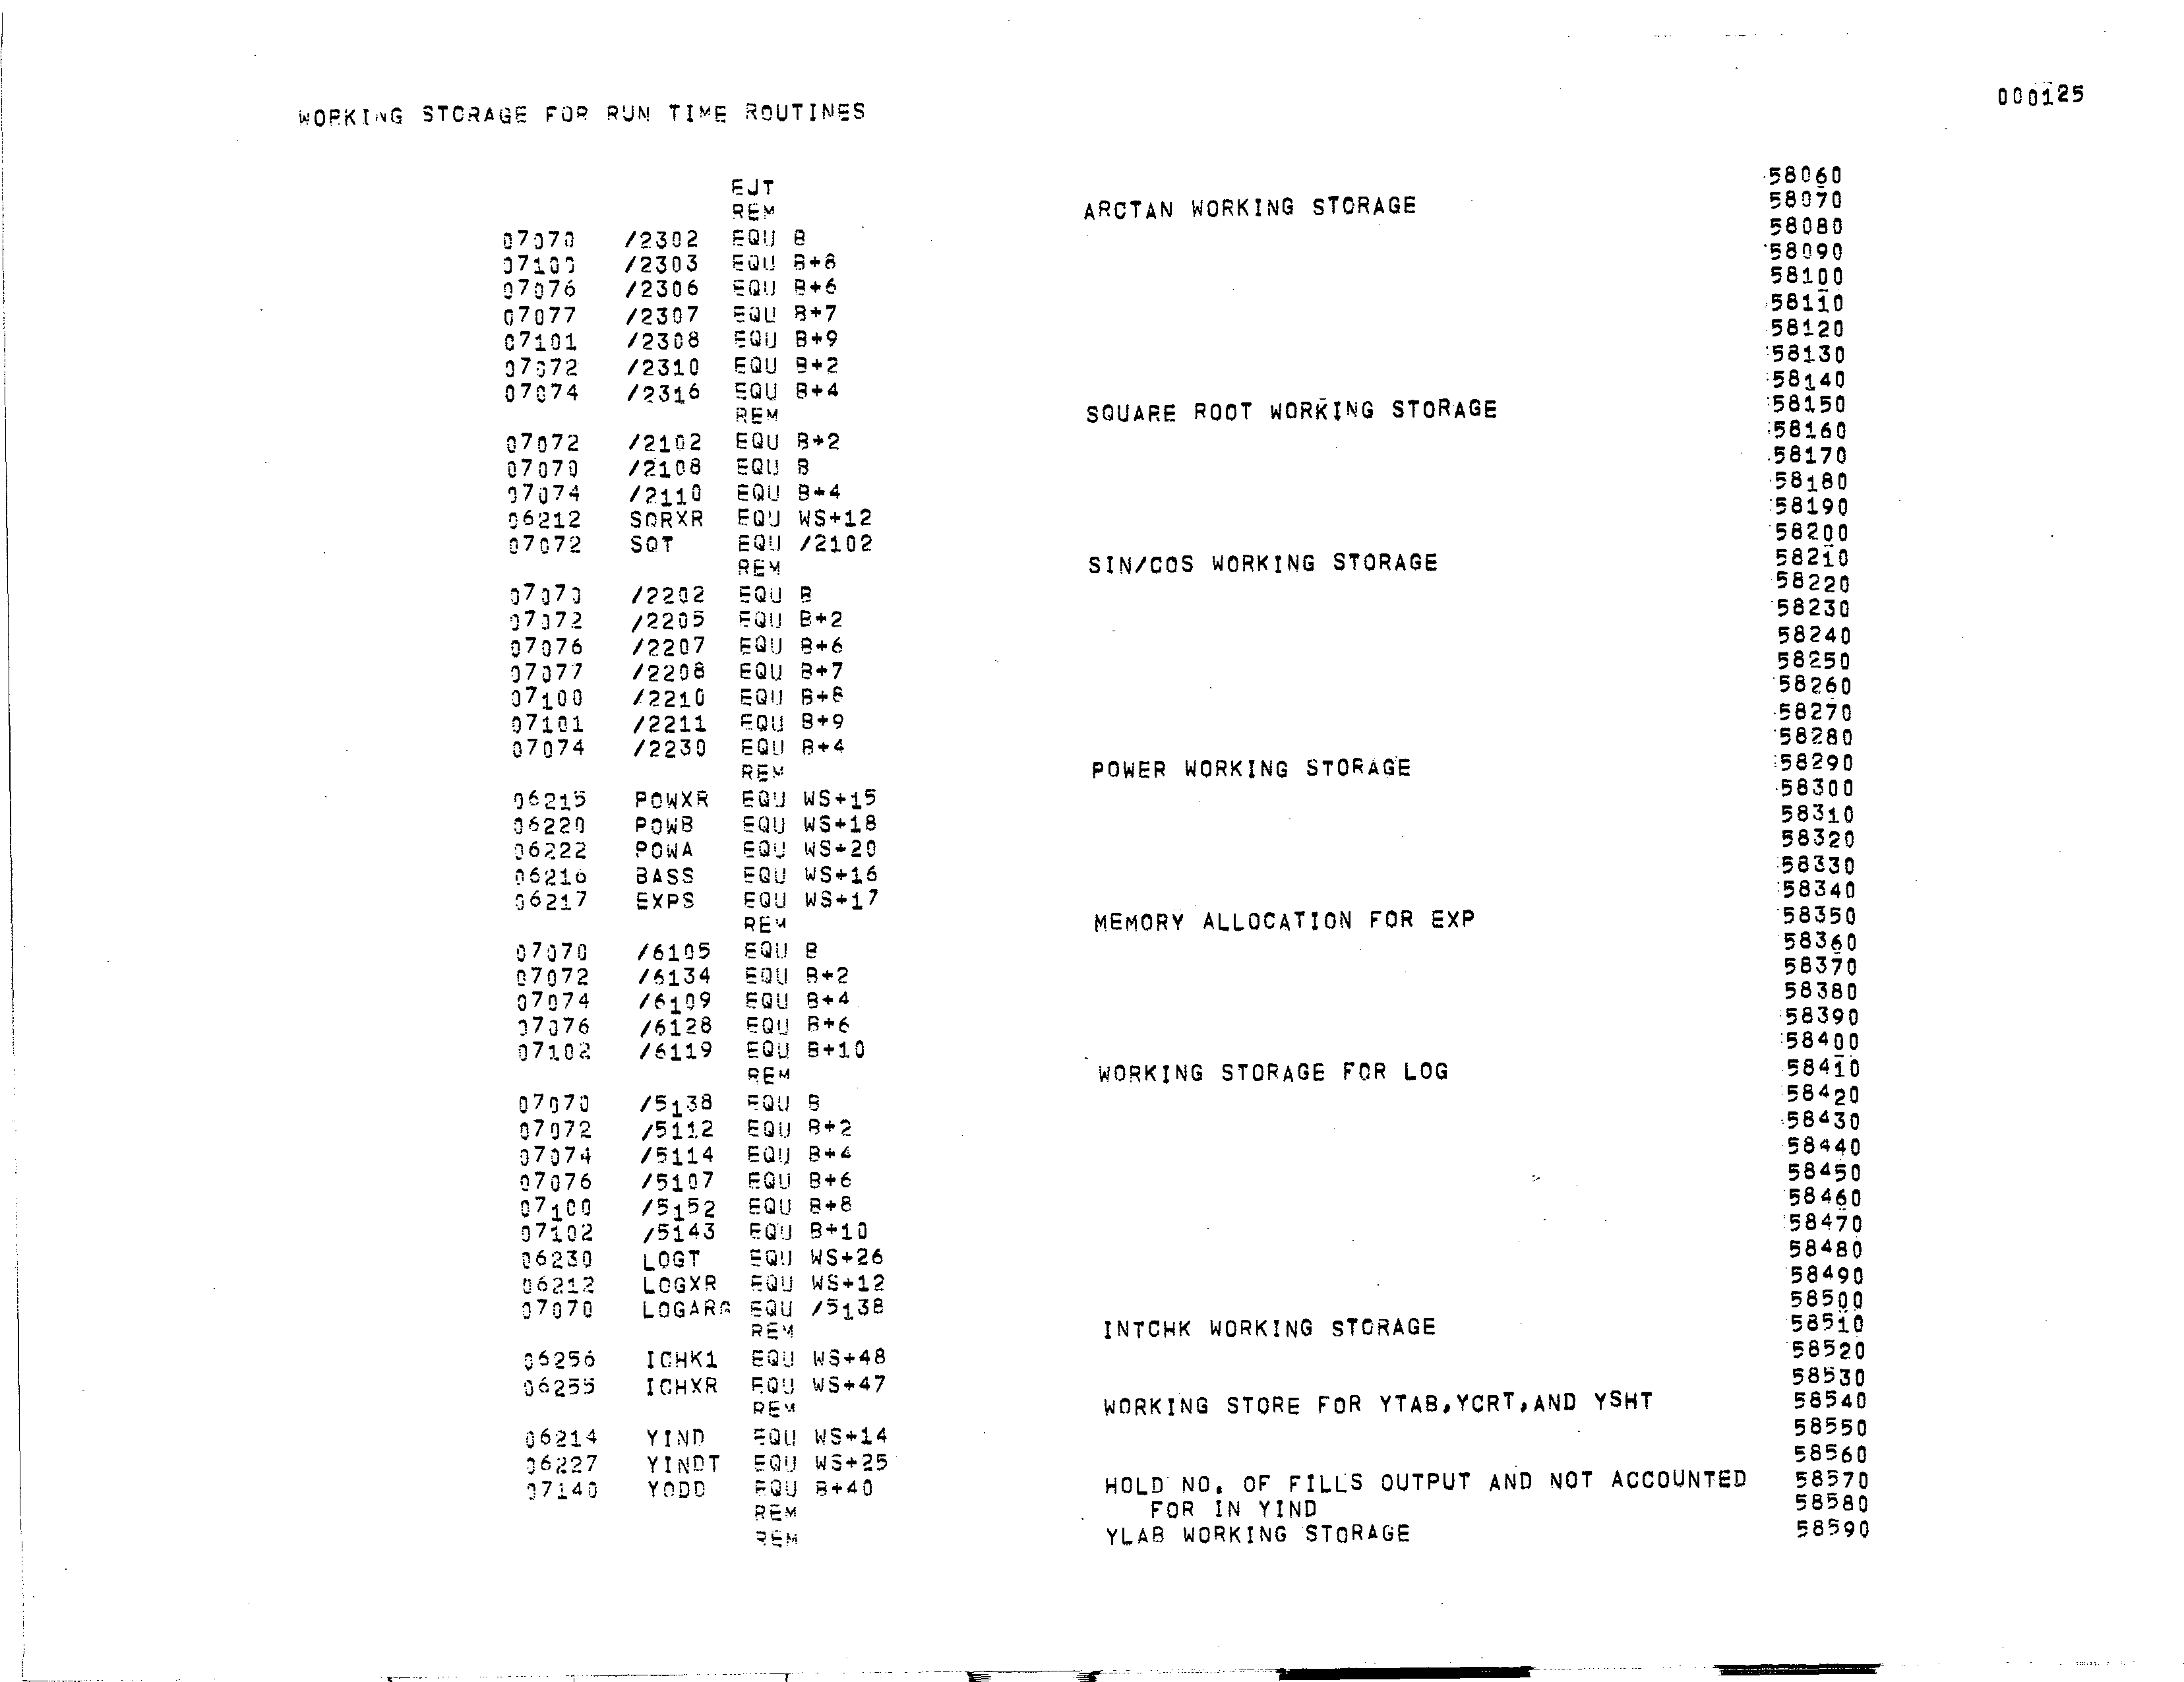 000125
WORKING STORAGE FOR RUN TIME ROUTINES
EJT 58060
REM ARCTAN WORKING STORAGE 58070
07070 /2302 EQU B 58080
07100 /2303 EQU B+8 58090
07076 /2306 EQU B+6 58100
07077 /2307 EQU B+7 58110
07101 /2308 EQU B+9 58120
07072 /2310 EQU B+2 58130
07074 /2316 EQU B+4 58140
REM SQUARE ROOT WORKING STORAGE 58150
07072 /2102 EQU B+2 58160
07070 /2108 EQU B 58170
07074 /2110 EQU B+4 58180
06212 SQRXR EQU WS+12 58190
07072 SQT EQU /2102 58200
REM SIN/COS WORKING STORAGE 58210
07070 /2202 EQU B 58220
07072 /2205 EQU B+2 58230
07076 /2207 EQU B+6 58240
07077 /2208 EQU B+7 58250
07100 /2210 EQU B+8 58260
07101 /2211 EQU B+9 58270
07074 /2230 EQU B+4 58280
REM POWER WORKING STORAGE 58290
06215 POWXR EQU WS+15 58300
06220 POWB EQU WS+18 58310
06222 POWA EQU WS+20 58320
06216 BASS EQU WS+16 58330
06217 EXPS EQU WS+17 58340
REM MEMORY ALLOCATION FOR EXP 58350
07070 /6105 EQU B 58360
07072 /6134 EQU B+2 58370
07074 /6109 EQU B+4 58380
07076 /6128 EQU B+6 58390
07102 /6119 EQU B+10 58400
REM WORKING STORAGE FOR LOG 58410
07070 /5138 EQU B 58420
07072 /5112 EQU B+2 58430
07074 /5114 EQU B+4 58440
07076 /5107 EQU B+6 58450
07100 /5152 EQU B+8 58460
07102 /5143 EQU B+10 58470
06230 LOGT EQU WS+26 58480
06212 LOGXR EQU WS+12 58490
07070 LOGARG EQU /5138 58500
REM INTCHK WORKING STORAGE 58510
06256 ICHK1 EQU WS+48 58520
06255 ICHXR EQU WS+47 58530
REM WORKING STORE FOR YTAB,YCRT,AND YSHT 58540
06214 YIND EQU WS+14 58550
06227 YINDT EQU WS+25 58560
07140 YODD EQU B+40 HOLD NO. OF FILLS OUTPUT AND NOT ACCOUNTED 58570
REM FOR IN YIND 58580
REM YLAB WORKING STORAGE 58590